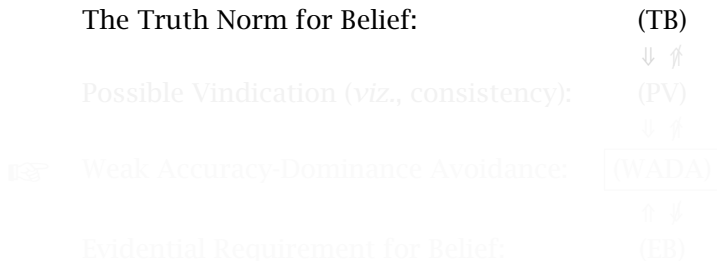 The Truth Norm for Belief: (TB)
⇓ ⇑̸
Possible Vindication (viz., consistency): (PV)
⇓ ⇑̸
☞ Weak Accuracy-Dominance Avoidance: (WADA)
⇑ ⇓̸
Evidential Requirement for Belief: (EB)